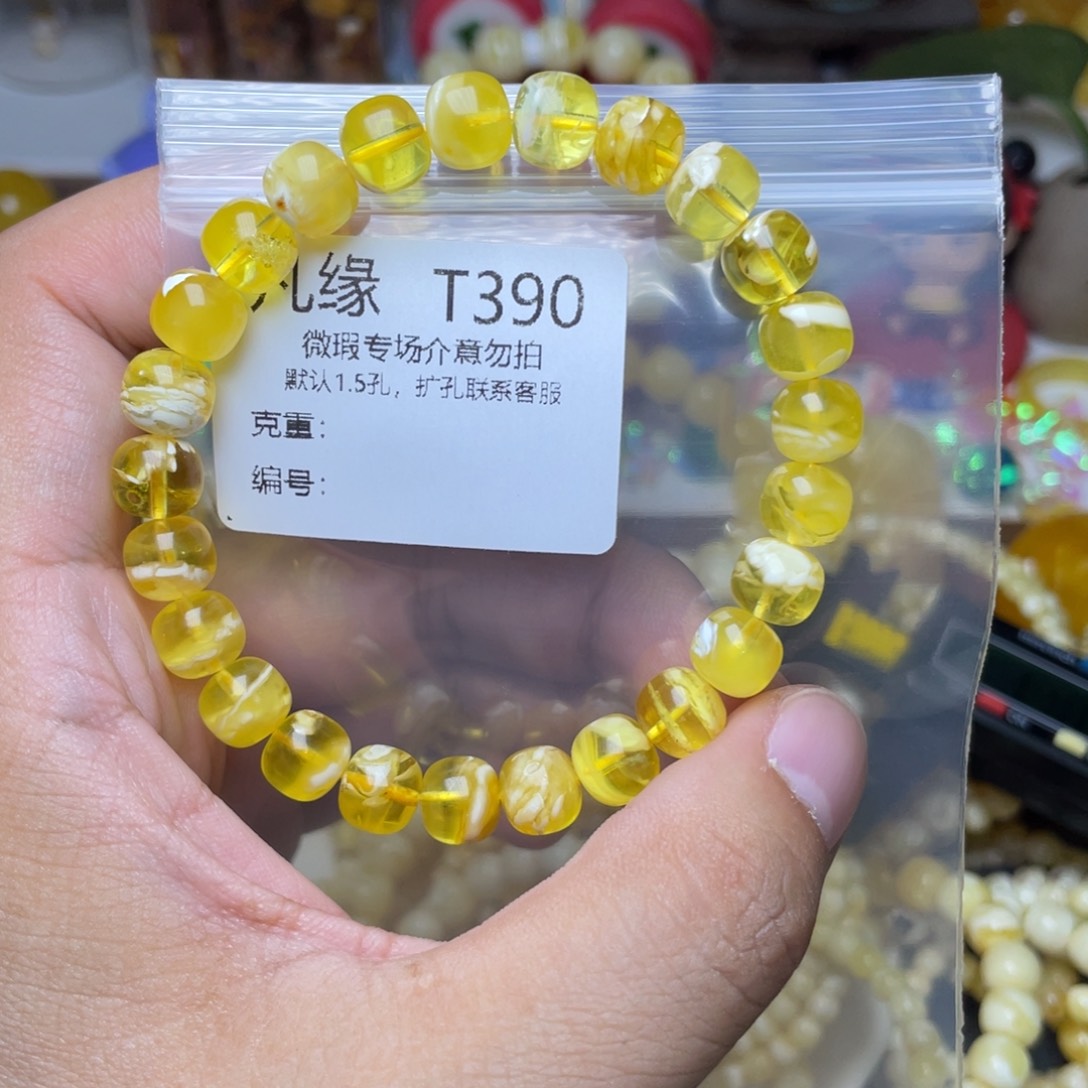 缘 T390
微瑕专场介意勿拍
默认1.5孔，扩孔联系客服
克重：
编号：